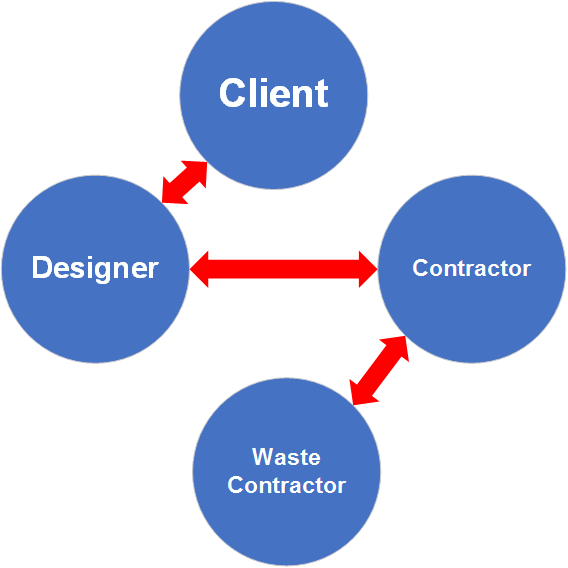 Client
Designer
Contractor
Waste
Contractor